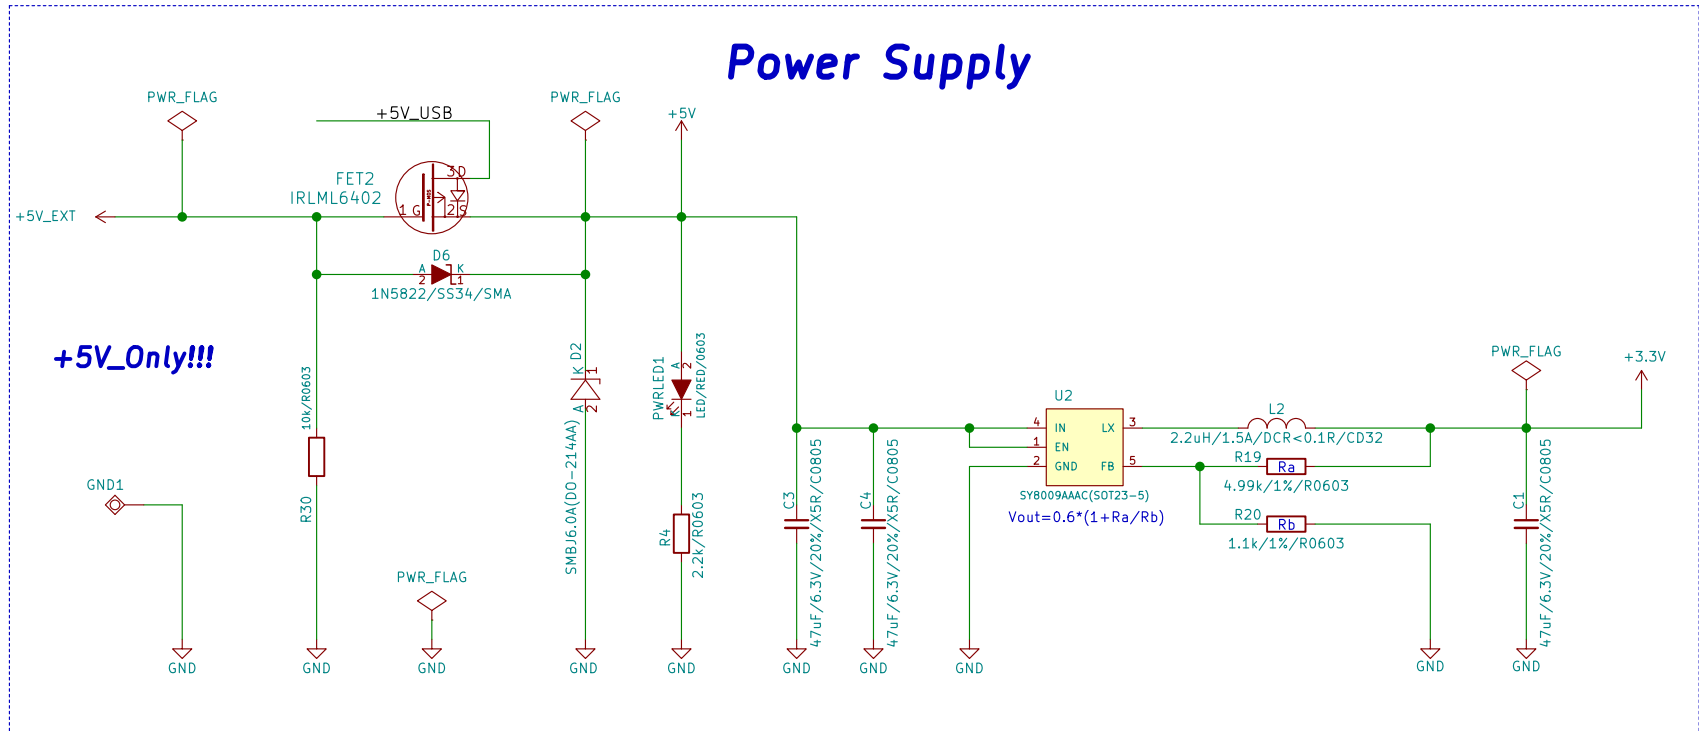 Power Supply
PWR_FLAG
+5V_USB
PWR_FLAG
+5V
FET2
IRLML6402
3 D
P-MOS
1 G
2 S
+5V_EXT
D6
A
2
K
1
1N5822/SS34/SMA
+5V_Only!!!
10k/R0603
R30
D2
K 1
A 2
SMBJ6.0A(DO-214AA)
PWRLED1
A 2
K 1
LED/RED/0603
R4
2.2k/R0603
GND1
PWR_FLAG
C3
47uF/6.3V/20%/X5R/C0805
C4
47uF/6.3V/20%/X5R/C0805
U2
4 IN LX 3
1 EN
2 GND FB 5
SY8009AAAC(SOT23-5)
Vout=0.6*(1+Ra/Rb)
L2
2.2uH/1.5A/DCR<0.1R/CD32
R19
Ra
4.99k/1%/R0603
R20
Rb
1.1k/1%/R0603
PWR_FLAG
+3.3V
C1
47uF/6.3V/20%/X5R/C0805
GND
GND
GND
GND
GND
GND
GND
GND
GND
GND